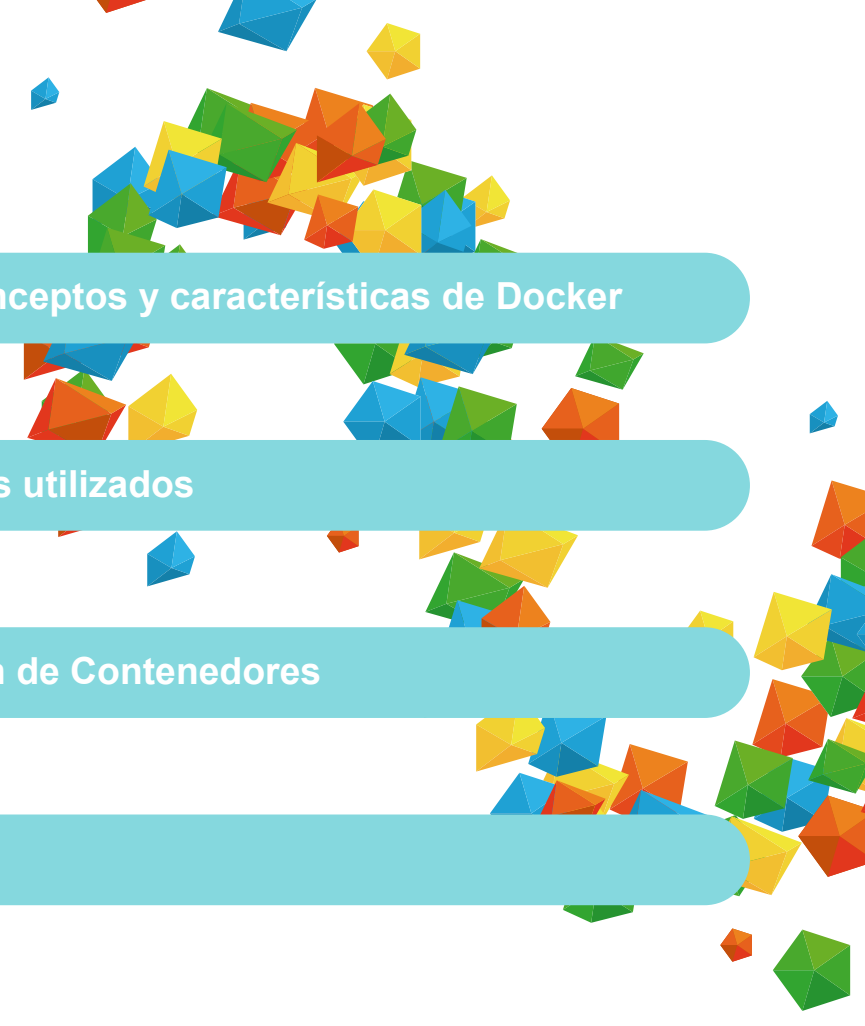 nceptos y características de Docker
s utilizados
de Contenedores